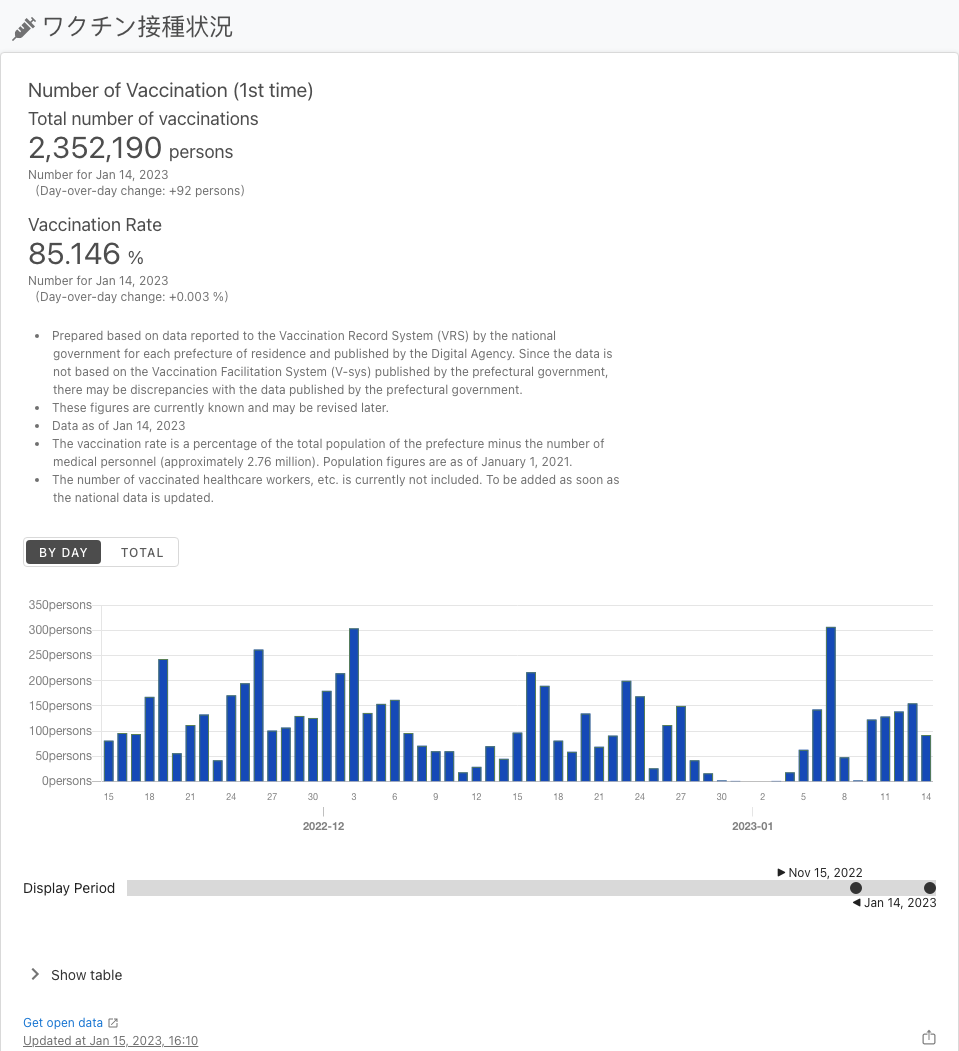 ワクチン接種状況
Number of Vaccination (1st time)
Total number of vaccinations
2,352,190 persons
Number for Jan 14, 2023
(Day-over-day change: +92 persons)
Vaccination Rate
85.146 %
Number for Jan 14, 2023
(Day-over-day change: +0.003 %)
• Prepared based on data reported to the Vaccination Record System (VRS) by the national
government for each prefecture of residence and published by the Digital Agency. Since the data is
not based on the Vaccination Facilitation System (V-sys) published by the prefectural government,
there may be discrepancies with the data published by the prefectural government.
• These figures are currently known and may be revised later.
• Data as of Jan 14, 2023
• The vaccination rate is a percentage of the total population of the prefecture minus the number of
medical personnel (approximately 2.76 million). Population figures are as of January 1, 2021.
• The number of vaccinated healthcare workers, etc. is currently not included. To be added as soon as
the national data is updated.
BY DAY TOTAL
350persons
300persons
250persons
200persons
150persons
100persons
50persons
0persons
15 18 21 24 27 30 3 6 9 12 15 18 21 24 27 30 2 5 8 11 14
2022-12 2023-01
▶ Nov 15, 2022
Display Period
◀ Jan 14, 2023
Show table
Get open data
Updated at Jan 15, 2023, 16:10